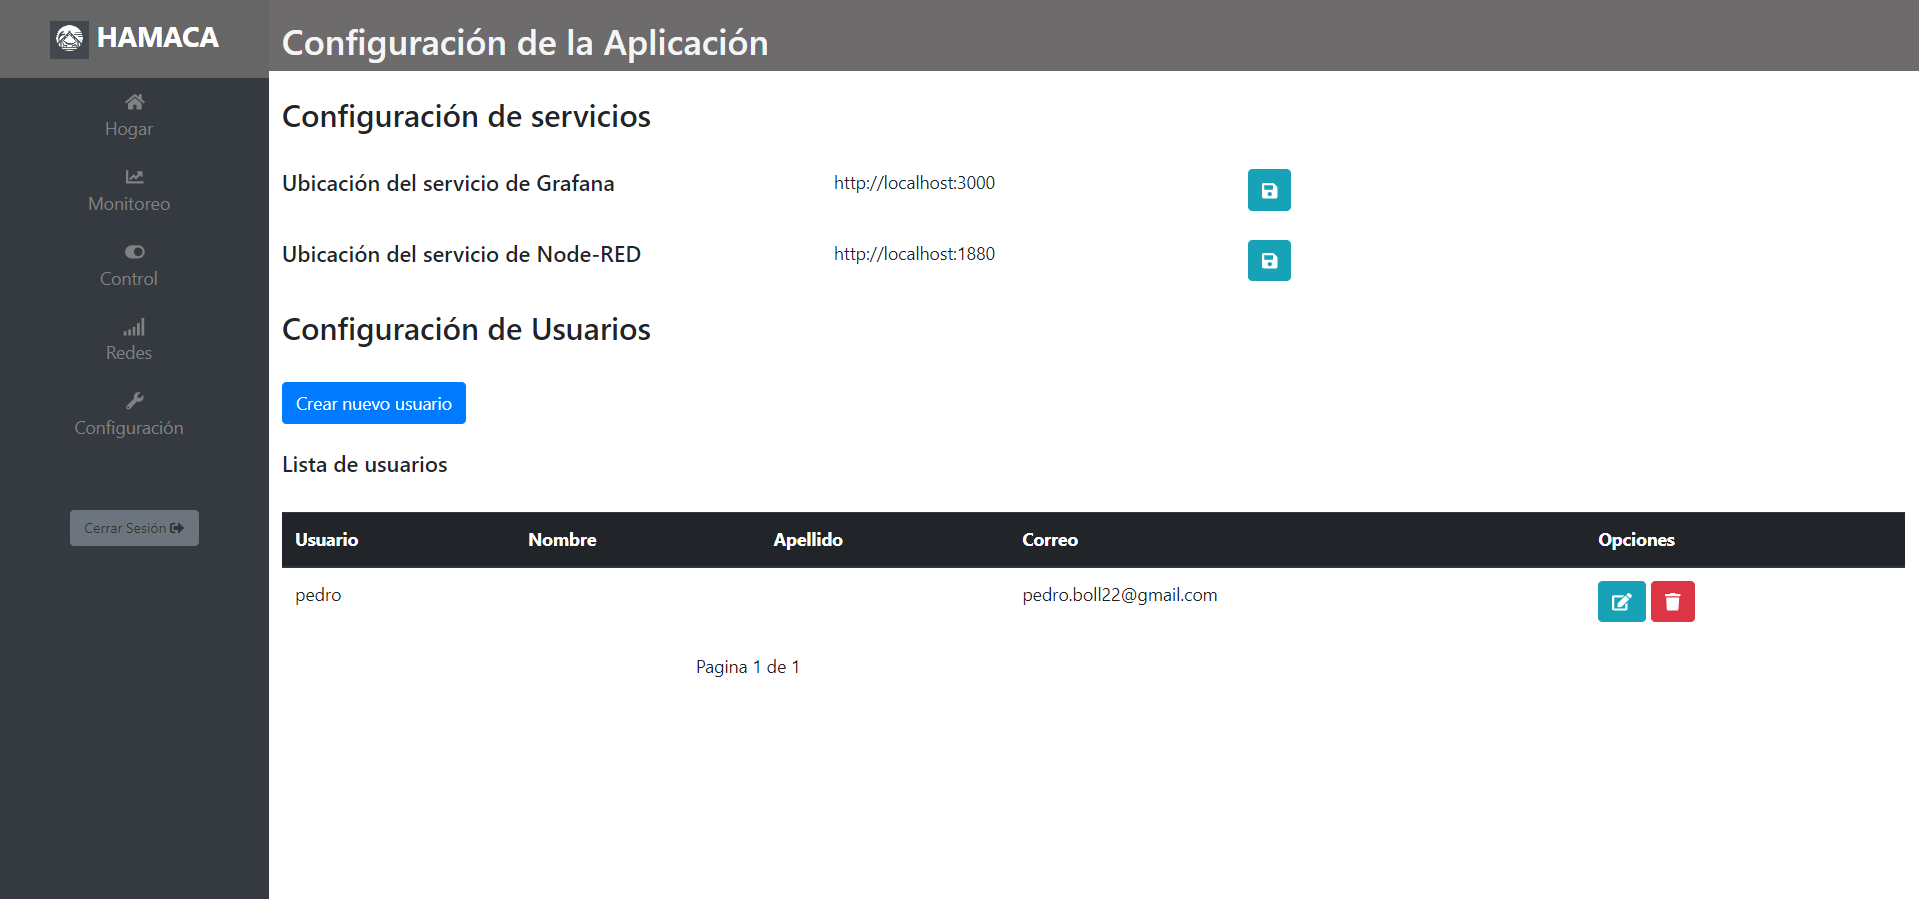 HAMACA
Hogar
Monitoreo
Control
Redes
Configuración
Cerrar Sesión
Configuración de la Aplicación
Configuración de servicios
Ubicación del servicio de Grafana http://localhost:3000
Ubicación del servicio de Node-RED http://localhost:1880
Configuración de Usuarios
Crear nuevo usuario
Lista de usuarios
Usuario Nombre Apellido Correo Opciones
pedro pedro.boll22@gmail.com
Pagina 1 de 1